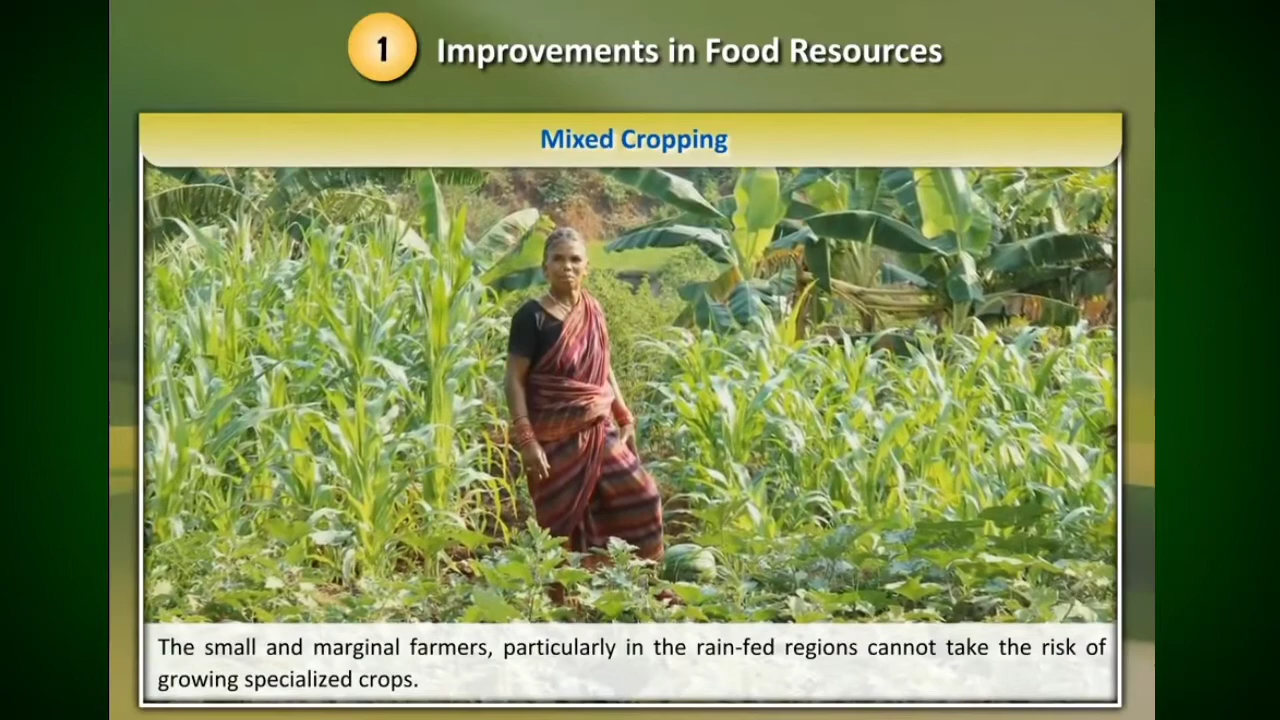 1 Improvements in Food Resources
Mixed Cropping
The small and marginal farmers, particularly in the rain-fed regions cannot take the risk of
growing specialized crops.